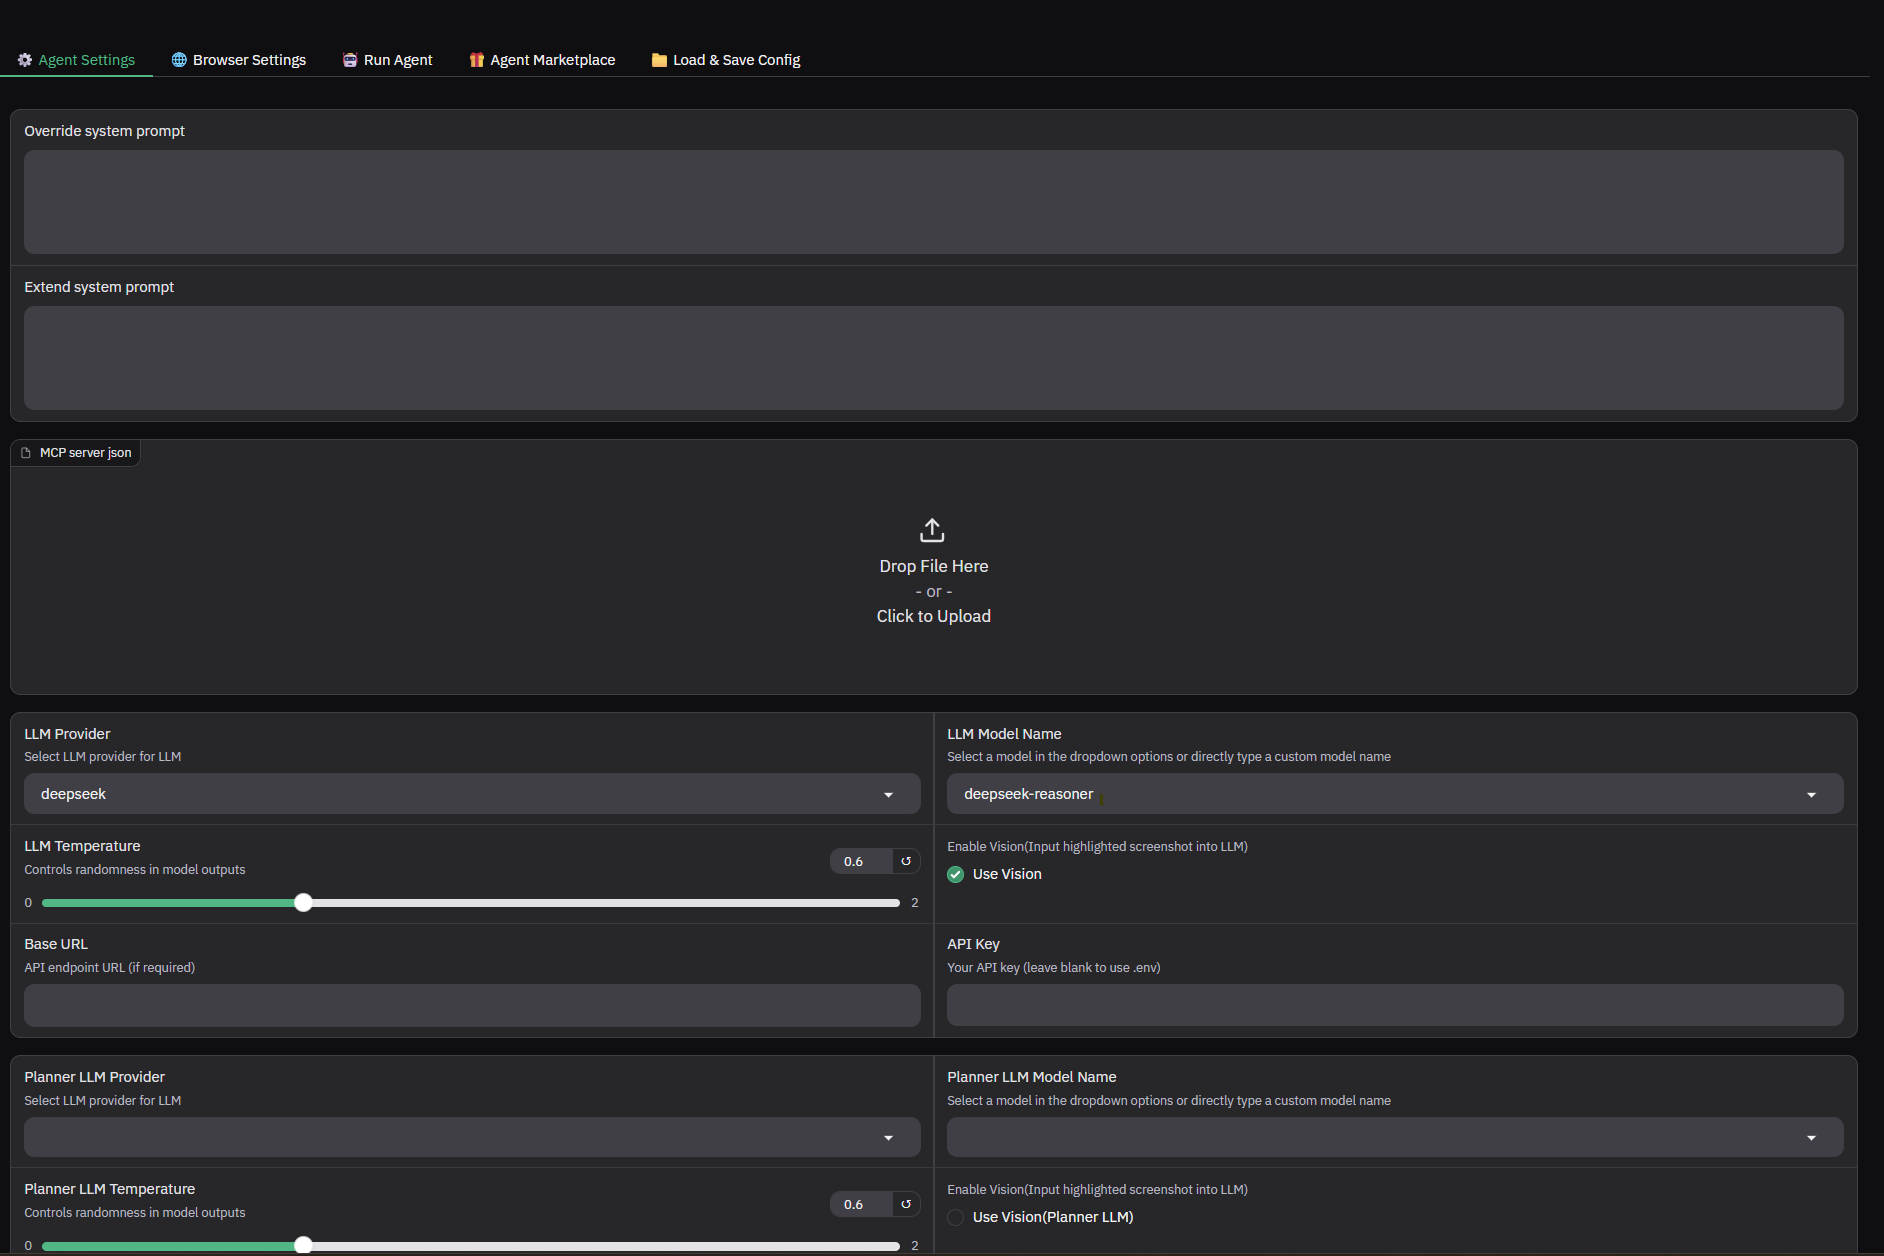 Agent Settings Browser Settings Run Agent Agent Marketplace Load & Save Config
Override system prompt
Extend system prompt
MCP server json
Drop File Here
- or -
Click to Upload
LLM Provider
Select LLM provider for LLM
deepseek
LLM Model Name
Select a model in the dropdown options or directly type a custom model name
deepseek-reasoner
LLM Temperature
Controls randomness in model outputs
0.6
0 2
Enable Vision(Input highlighted screenshot into LLM)
Use Vision
Base URL
API endpoint URL (if required)
API Key
Your API key (leave blank to use .env)
Planner LLM Provider
Select LLM provider for LLM
Planner LLM Model Name
Select a model in the dropdown options or directly type a custom model name
Planner LLM Temperature
Controls randomness in model outputs
0.6
0 2
Enable Vision(Input highlighted screenshot into LLM)
Use Vision(Planner LLM)